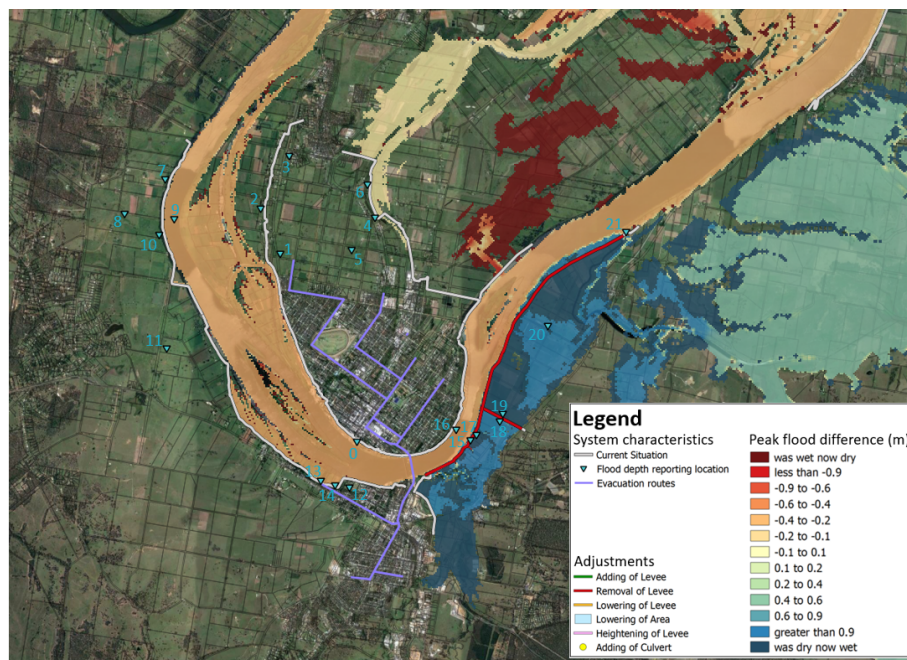 3
7
6
2
8
9
4
10
21
1
5
20
11
19
16
17
18
15
0
13
14
12
Legend
System characteristics
Current Situation
Flood depth reporting location
Evacuation routes
Adjustments
Adding of Levee
Removal of Levee
Lowering of Levee
Lowering of Area
Heightening of Levee
Adding of Culvert
Peak flood difference (m)
was wet now dry
less than -0.9
-0.9 to -0.6
-0.6 to -0.4
-0.4 to -0.2
-0.2 to -0.1
-0.1 to 0.1
0.1 to 0.2
0.2 to 0.4
0.4 to 0.6
0.6 to 0.9
greater than 0.9
was dry now wet